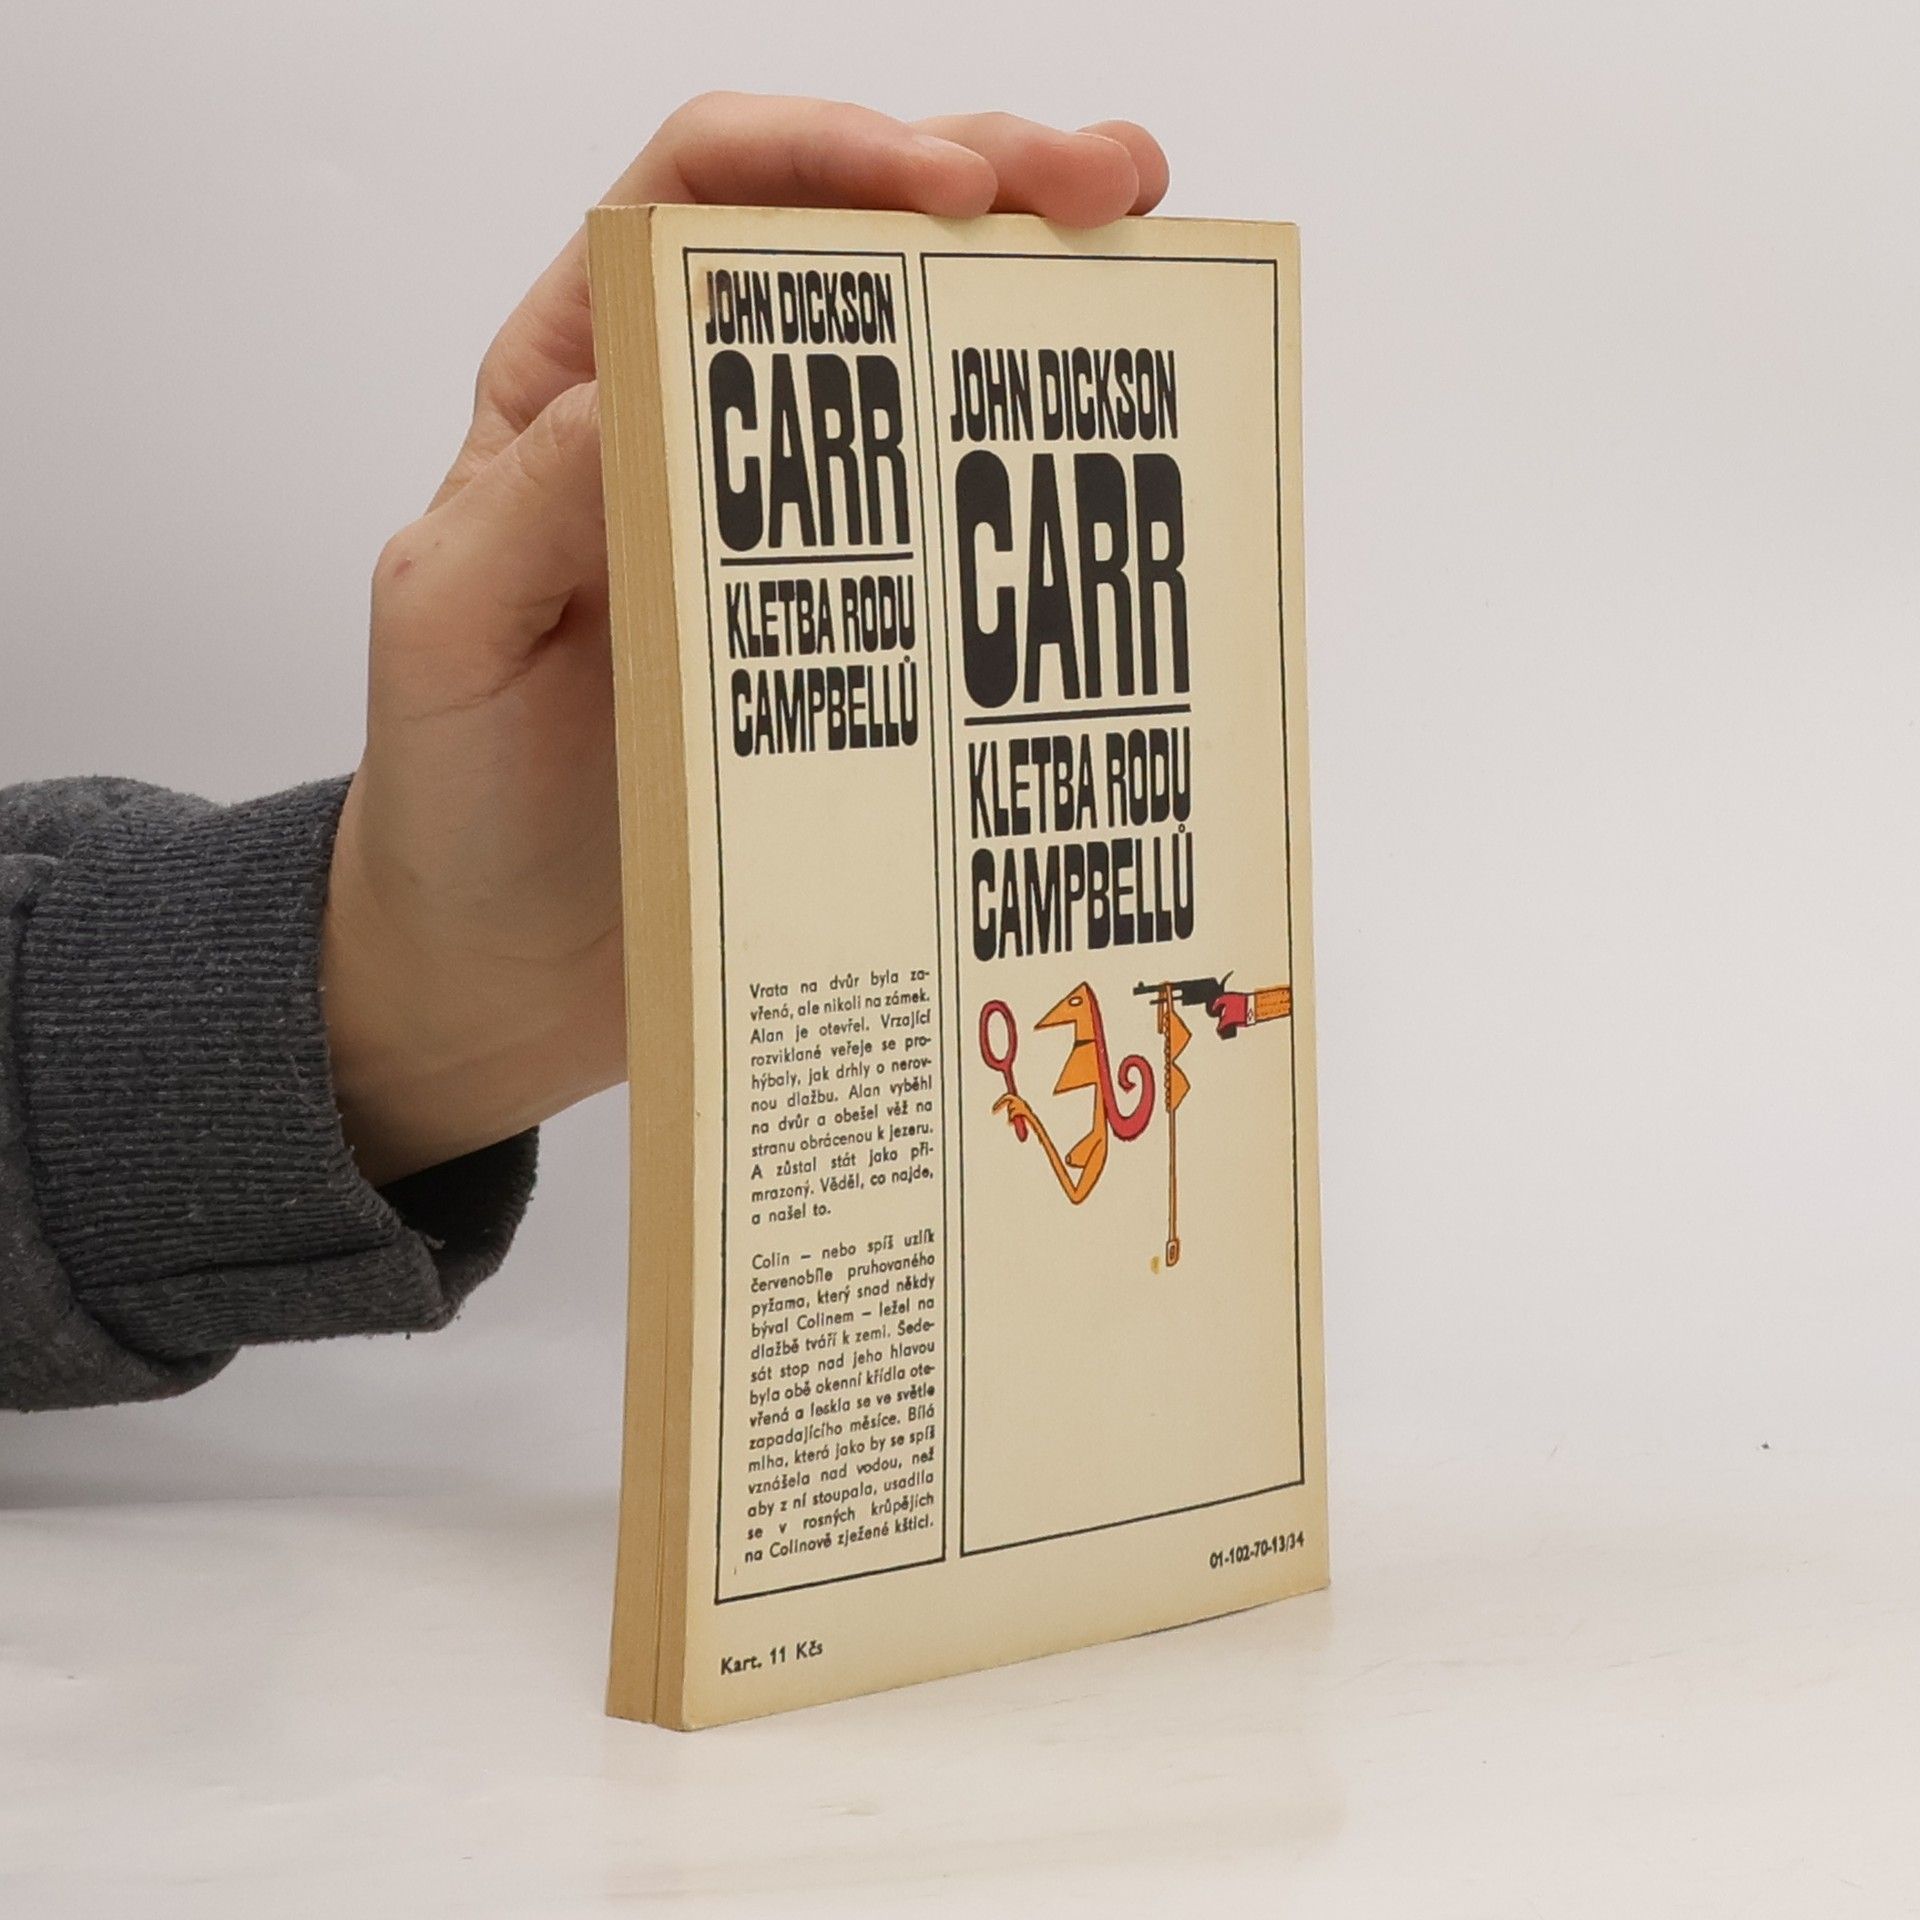 JOHN DICKSON
CARR
KLETBA RODU
CAMPBELLŮ
Vrata na dvůr byla za-
vřená, ale nikoli na zámek.
Alan je otevřel. Vrzající
rozviklané veřeje se pro-
hýbaly, jak drhly o nerov-
nou dlažbu. Alan vyběhl
na dvůr a obešel věž na
stranu obrácenou k jezeru.
A zůstal stát jako při-
mrazený. Věděl, co najde,
a našel to.
Colin – nebo spíš uzlík
červenobíle pruhovaného
pyžama, který snad někdy
býval Colinem – ležel na
dlažbě tváří k zemi. Šede-
sát stop nad jeho hlavou
byla obě okenní křídla ote-
vřená a leskla se ve světle
zapadajícího měsíce. Bílá
mlha, která jako by se spíš
vznášela nad vodou, než
aby z ní stoupala, usadila
se v rosných krůpějích
na Colinově zježené kštici.
Kart. 11 Kčs
JOHN DICKSON
CARR
KLETBA RODU
CAMPBELLŮ
01-102-70-13/34